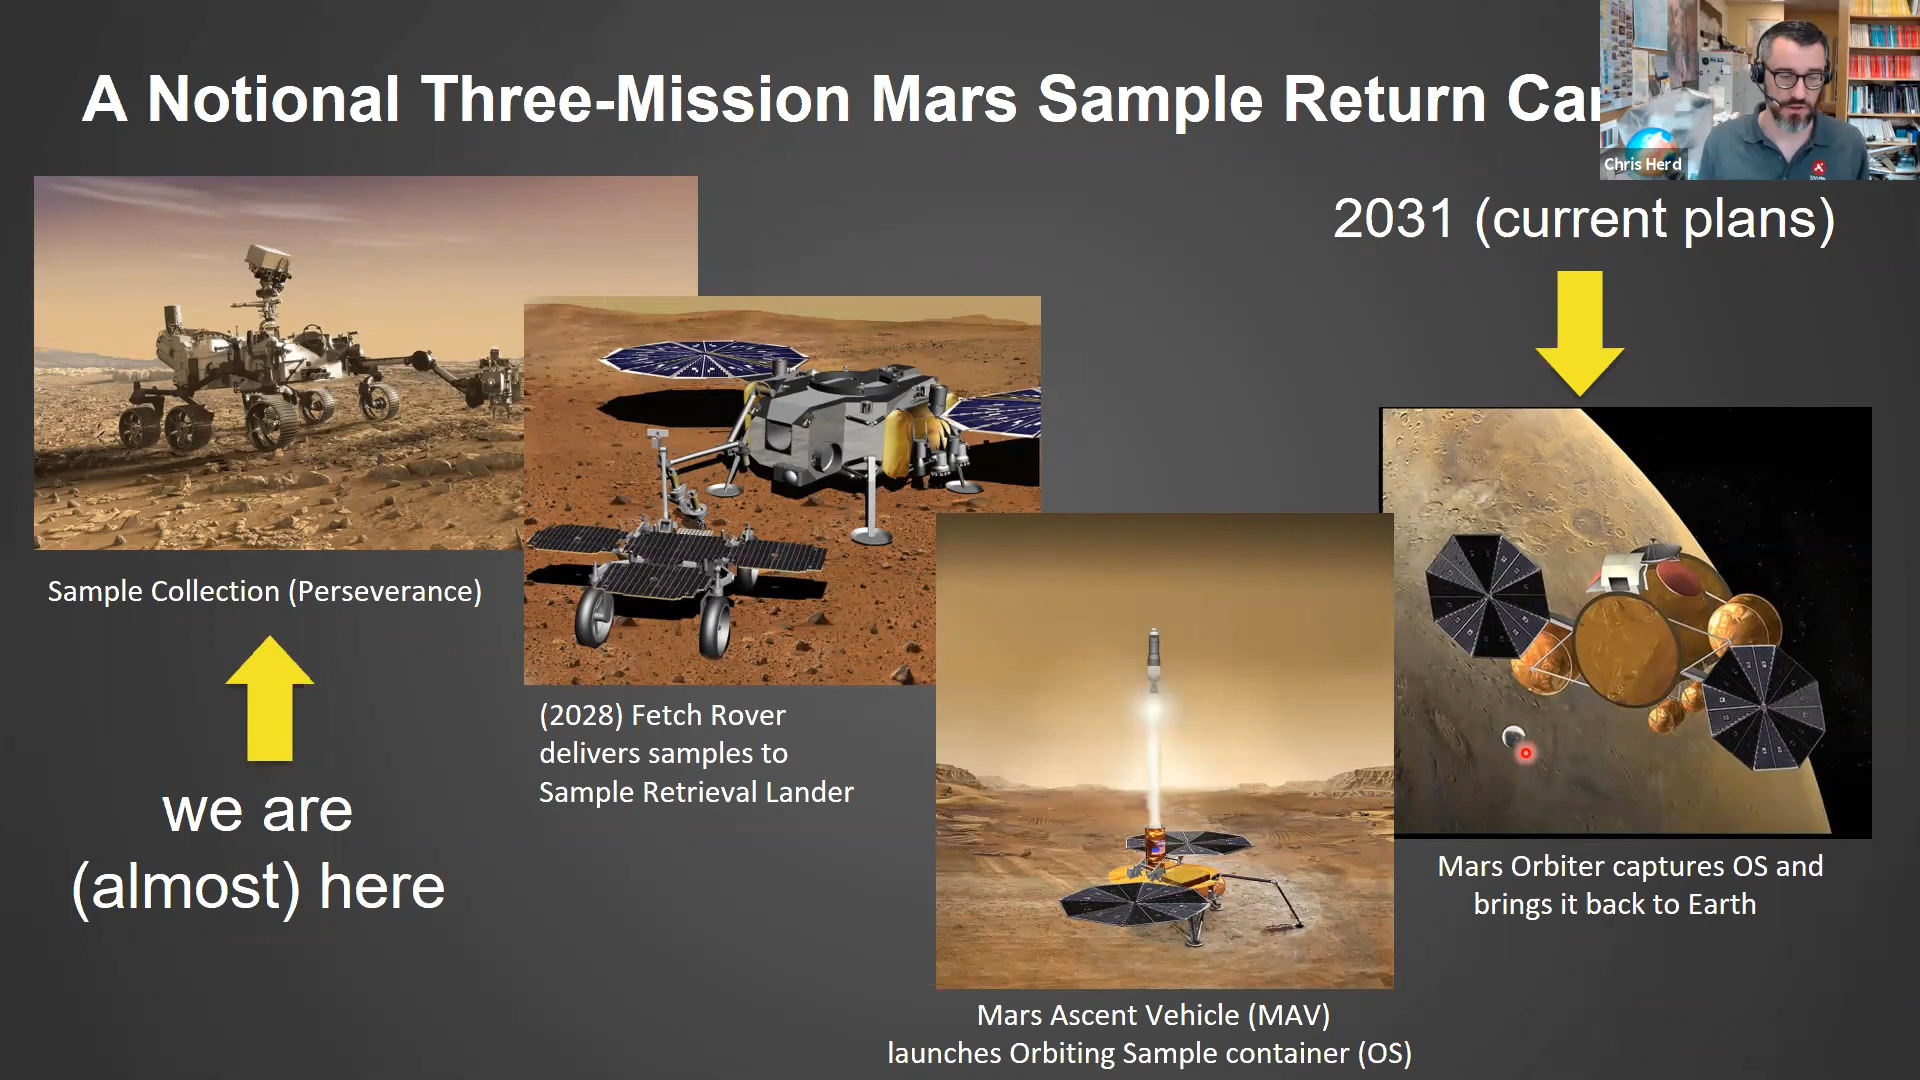 A Notional Three-Mission Mars Sample Return
Chris Herd
2031 (current plans)
Sample Collection (Perseverance)
we are
(almost) here
(2028) Fetch Rover
delivers samples to
Sample Retrieval Lander
Mars Ascent Vehicle (MAV)
launches Orbiting Sample container (OS)
Mars Orbiter captures OS and
brings it back to Earth